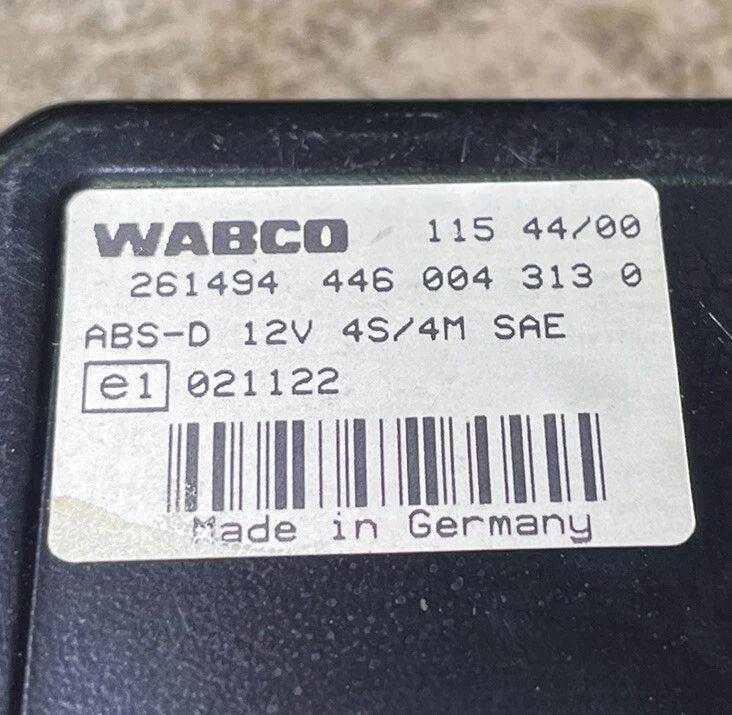 WABCO 115 44/00
261494 446 004 313 0
ABS-D 12V 4S/4M SAE
e1 021122
Made in Germany